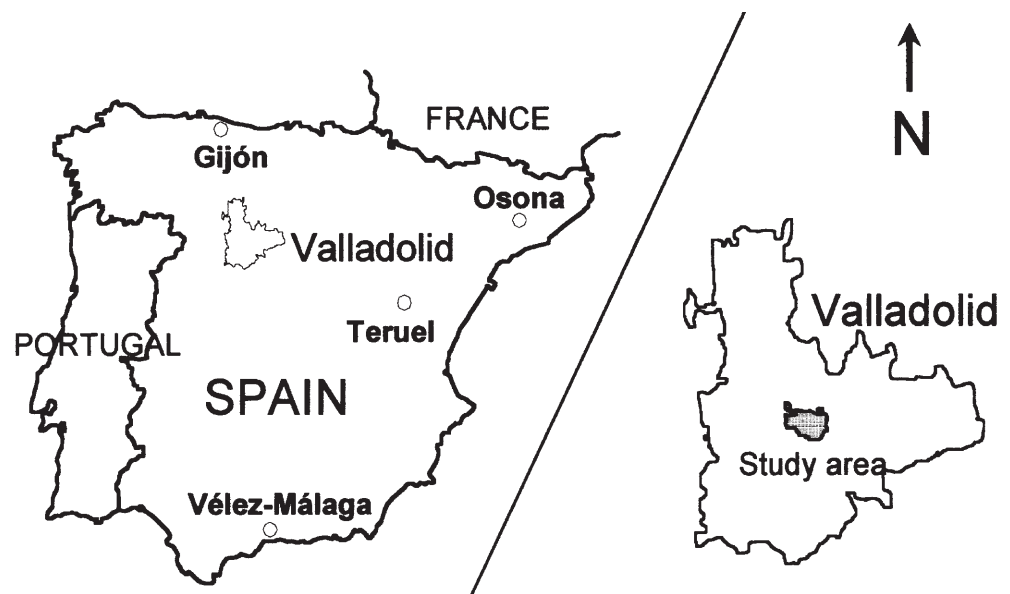 FRANCE
Gijón
Osona
Valladolid
Teruel
PORTUGAL
SPAIN
Vélez-Málaga
N
Valladolid
Study area